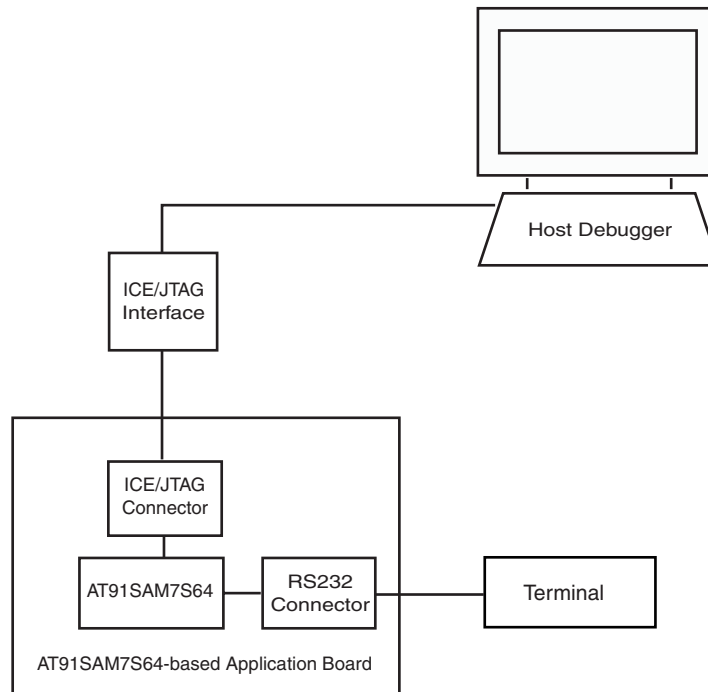 Host Debugger
ICE/JTAG
Interface
ICE/JTAG
Connector
AT91SAM7S64
RS232
Connector
Terminal
AT91SAM7S64-based Application Board